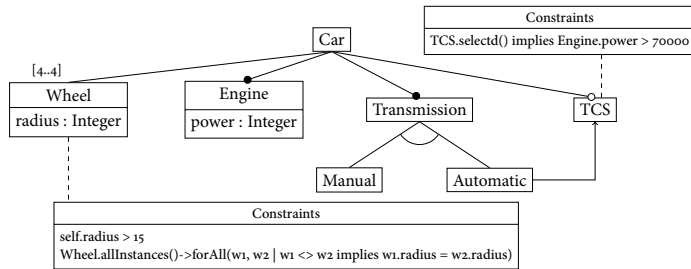 Constraints
TCS.selectd() implies Engine.power > 70000
Car
[4..4]
Wheel
radius : Integer
Engine
power : Integer
Transmission
TCS
Manual
Automatic
Constraints
self.radius > 15
Wheel.allInstances()->forAll(w1, w2 | w1 <> w2 implies w1.radius = w2.radius)